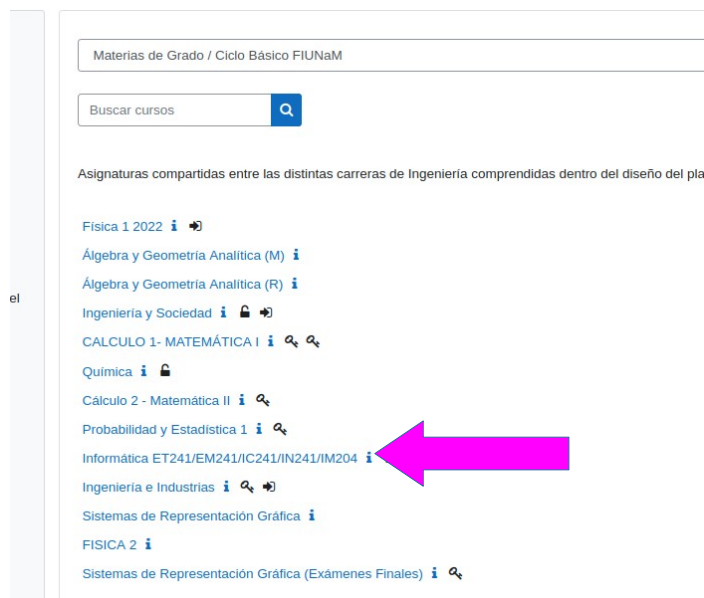 Materias de Grado / Ciclo Básico FIUNaM
Buscar cursos
Asignaturas compartidas entre las distintas carreras de Ingeniería comprendidas dentro del diseño del pla
Física 1 2022
Álgebra y Geometría Analítica (M)
Álgebra y Geometría Analítica (R)
el
Ingeniería y Sociedad
CALCULO 1- MATEMÁTICA I
Química
Cálculo 2 - Matemática II
Probabilidad y Estadística 1
Informática ET241/EM241/IC241/IN241/IM204
Ingeniería e Industrias
Sistemas de Representación Gráfica
FISICA 2
Sistemas de Representación Gráfica (Exámenes Finales)